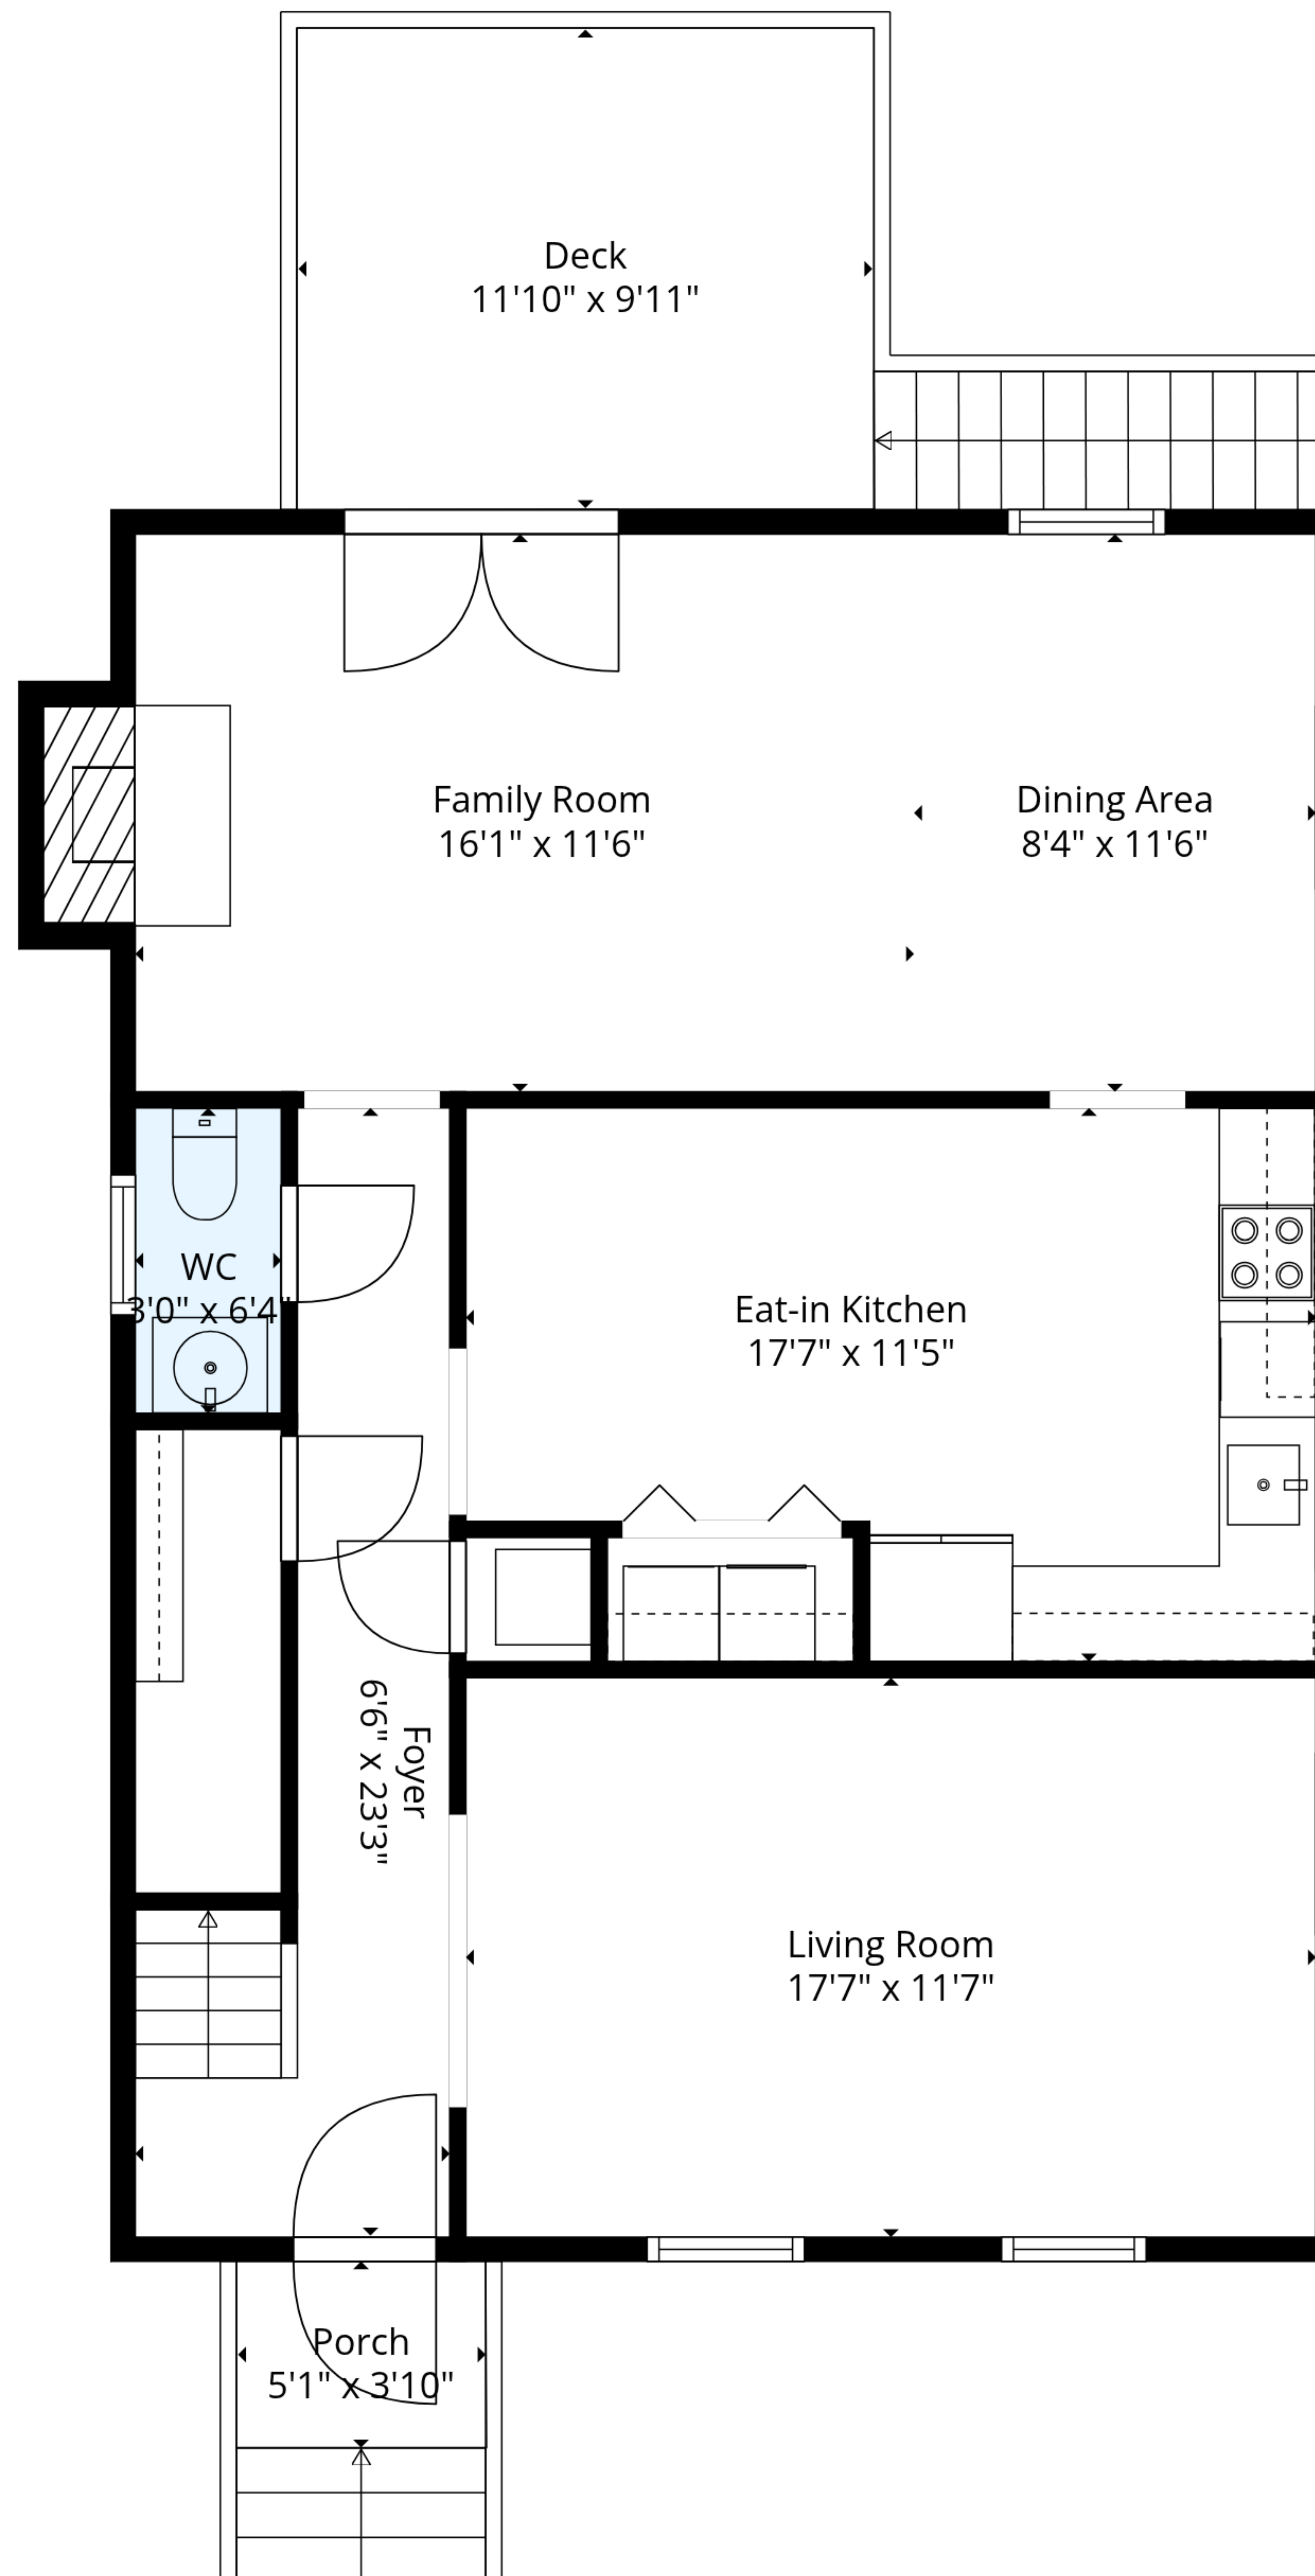 Deck
11'10" x 9'11"
Family Room
16'1" x 11'6"
Dining Area
8'4" x 11'6"
WC
3'0" x 6'4"
Eat-in Kitchen
17'7" x 11'5"
Foyer
6'6" x 23'3"
Living Room
17'7" x 11'7"
Porch
5'1" x 3'10"